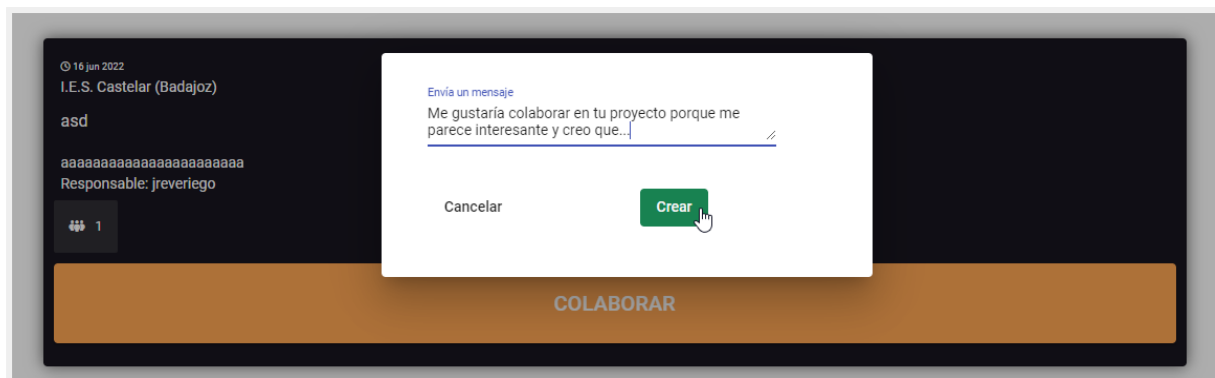 16 jun 2022
I.E.S. Castelar (Badajoz)
asd
aaaaaaaaaaaaaaaaaaaaaaa
Responsable: jreveriego
1
Envía un mensaje
Me gustaría colaborar en tu proyecto porque me
parece interesante y creo que...
Cancelar
Crear
COLABORAR